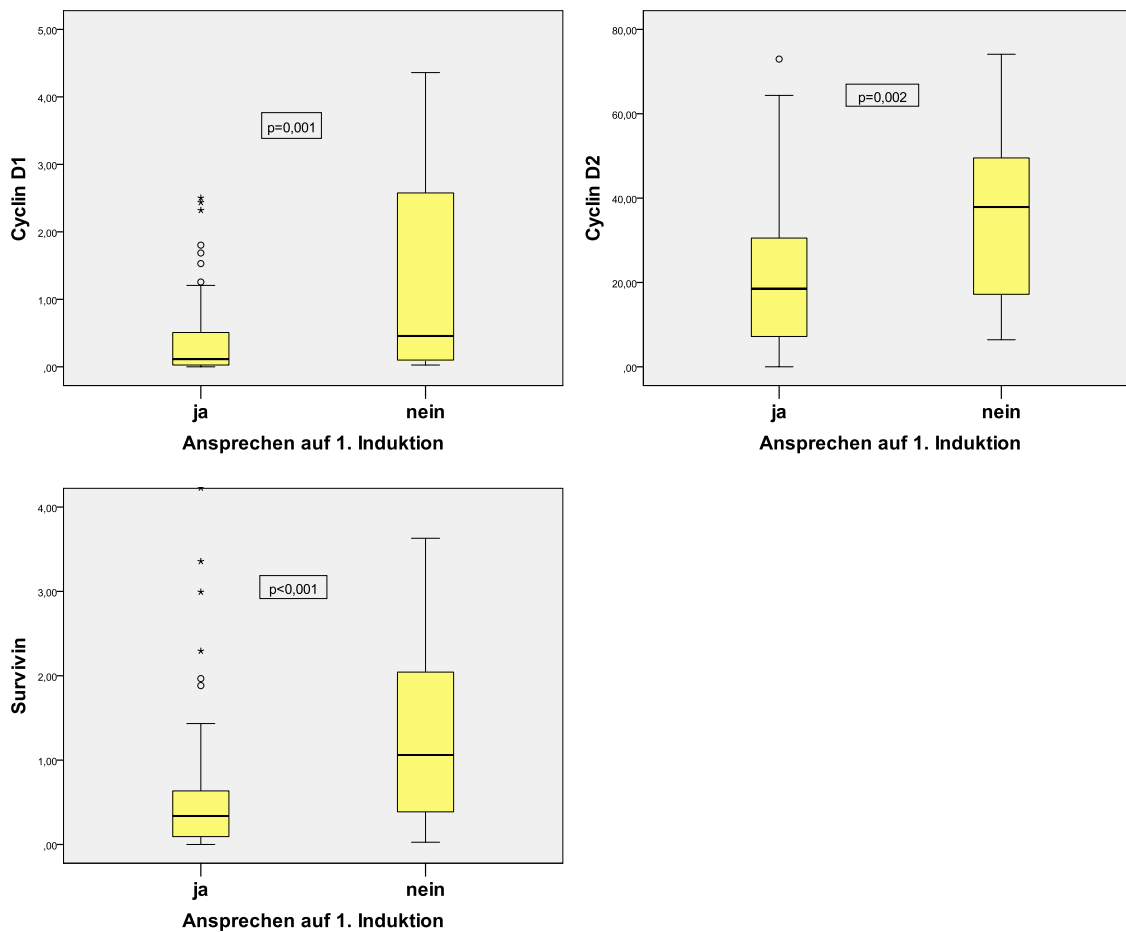 5,00
4,00
3,00
2,00
1,00
,00
Cyclin D1
p=0,001
ja nein
Ansprechen auf 1. Induktion
80,00
60,00
40,00
20,00
,00
Cyclin D2
p=0,002
ja nein
Ansprechen auf 1. Induktion
4,00
3,00
2,00
1,00
,00
Survivin
p<0,001
ja nein
Ansprechen auf 1. Induktion